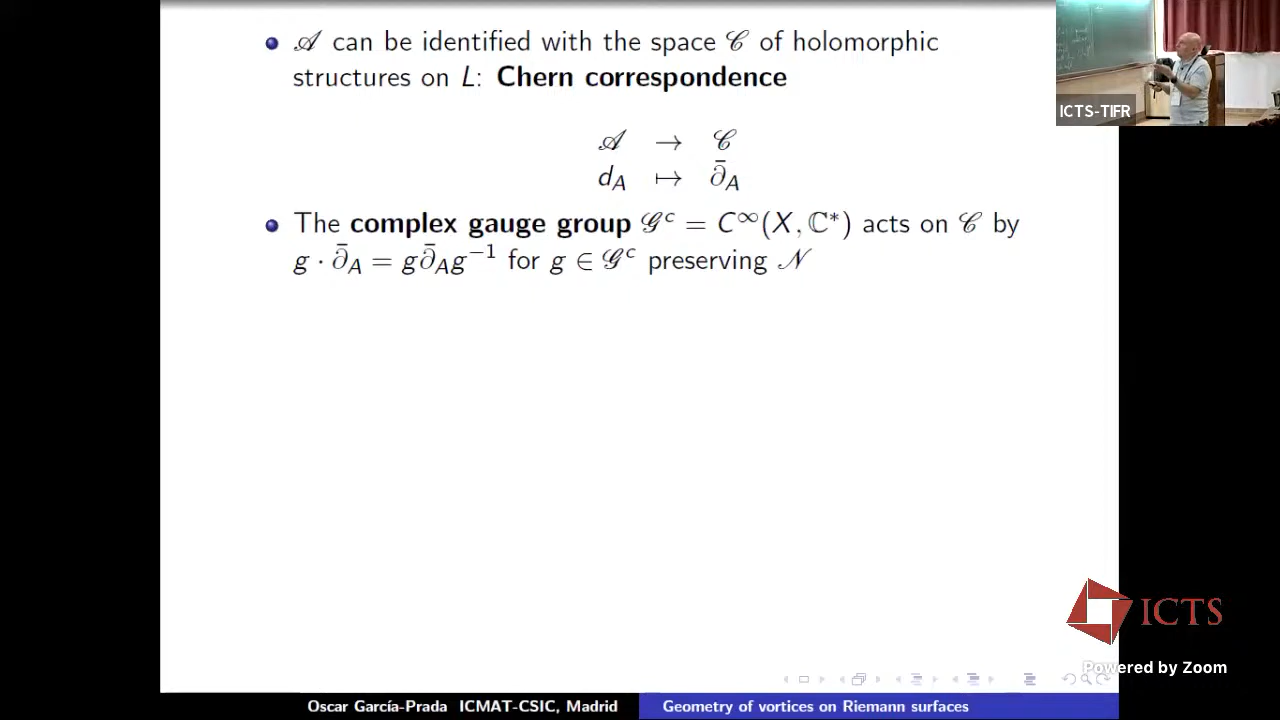 𝒜 can be identified with the space 𝒞 of holomorphic
structures on L: Chern correspondence
𝒜 → 𝒞
d_A ↦ ∂̄_A
The complex gauge group 𝒢^c = C^∞(X, ℂ*) acts on 𝒞 by
g · ∂̄_A = g∂̄_A g^{-1} for g ∈ 𝒢^c preserving 𝒩
ICTS-TIFR
ICTS
Powered by Zoom
Oscar García-Prada ICMAT-CSIC, Madrid
Geometry of vortices on Riemann surfaces